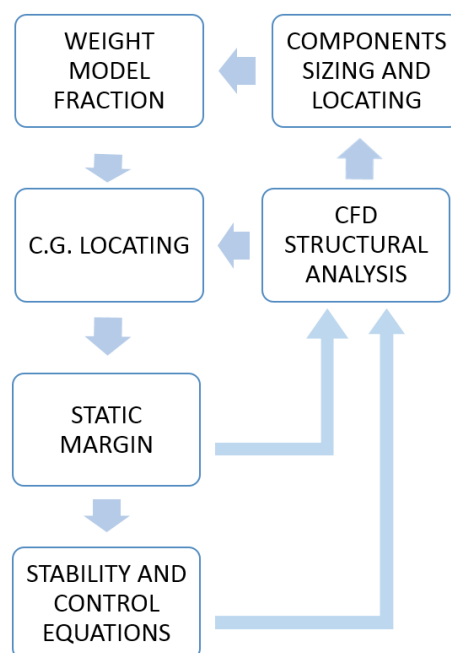 WEIGHT
MODEL
FRACTION
COMPONENTS
SIZING AND
LOCATING
C.G. LOCATING
CFD
STRUCTURAL
ANALYSIS
STATIC
MARGIN
STABILITY AND
CONTROL
EQUATIONS